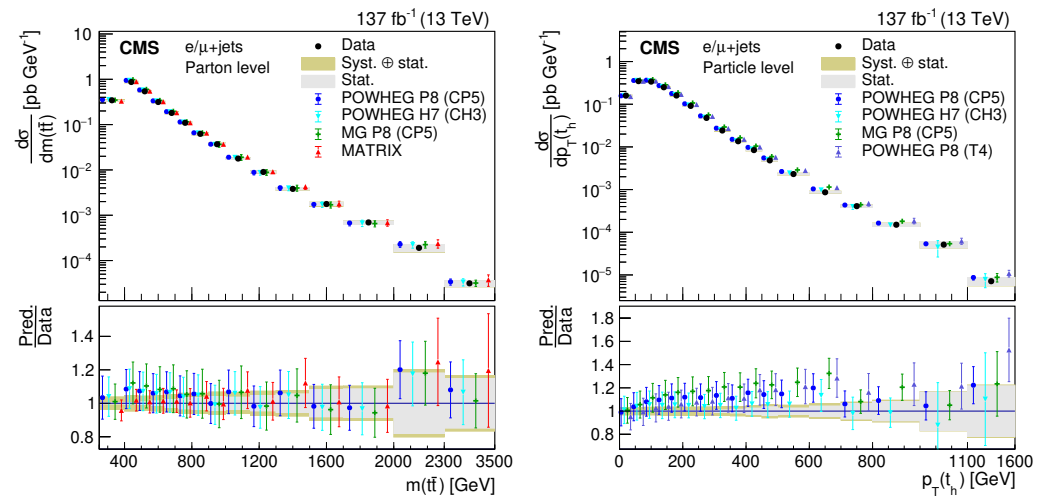 137 fb⁻¹ (13 TeV)
CMS
e/μ+jets
Parton level
Data
Syst. ⊕ stat.
Stat.
POWHEG P8 (CP5)
POWHEG H7 (CH3)
MG P8 (CP5)
MATRIX
dσ/dm(tt̄) [pb GeV⁻¹]
10
1
10⁻¹
10⁻²
10⁻³
10⁻⁴
Pred./Data
1.4
1.2
1
0.8
400 800 1200 1600 2000 2300 3500
m(tt̄) [GeV]
137 fb⁻¹ (13 TeV)
CMS
e/μ+jets
Particle level
Data
Syst. ⊕ stat.
Stat.
POWHEG P8 (CP5)
POWHEG H7 (CH3)
MG P8 (CP5)
POWHEG P8 (T4)
dσ/dp_T(t_h) [pb GeV⁻¹]
1
10⁻¹
10⁻²
10⁻³
10⁻⁴
10⁻⁵
Pred./Data
1.8
1.6
1.4
1.2
1
0.8
0 200 400 600 800 1100 1600
p_T(t_h) [GeV]